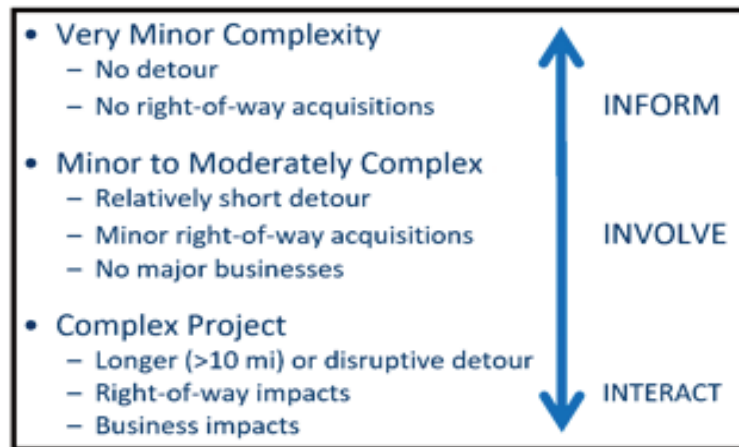 • Very Minor Complexity
– No detour
– No right-of-way acquisitions
INFORM
• Minor to Moderately Complex
– Relatively short detour
– Minor right-of-way acquisitions
INVOLVE
– No major businesses
• Complex Project
– Longer (>10 mi) or disruptive detour
– Right-of-way impacts
INTERACT
– Business impacts